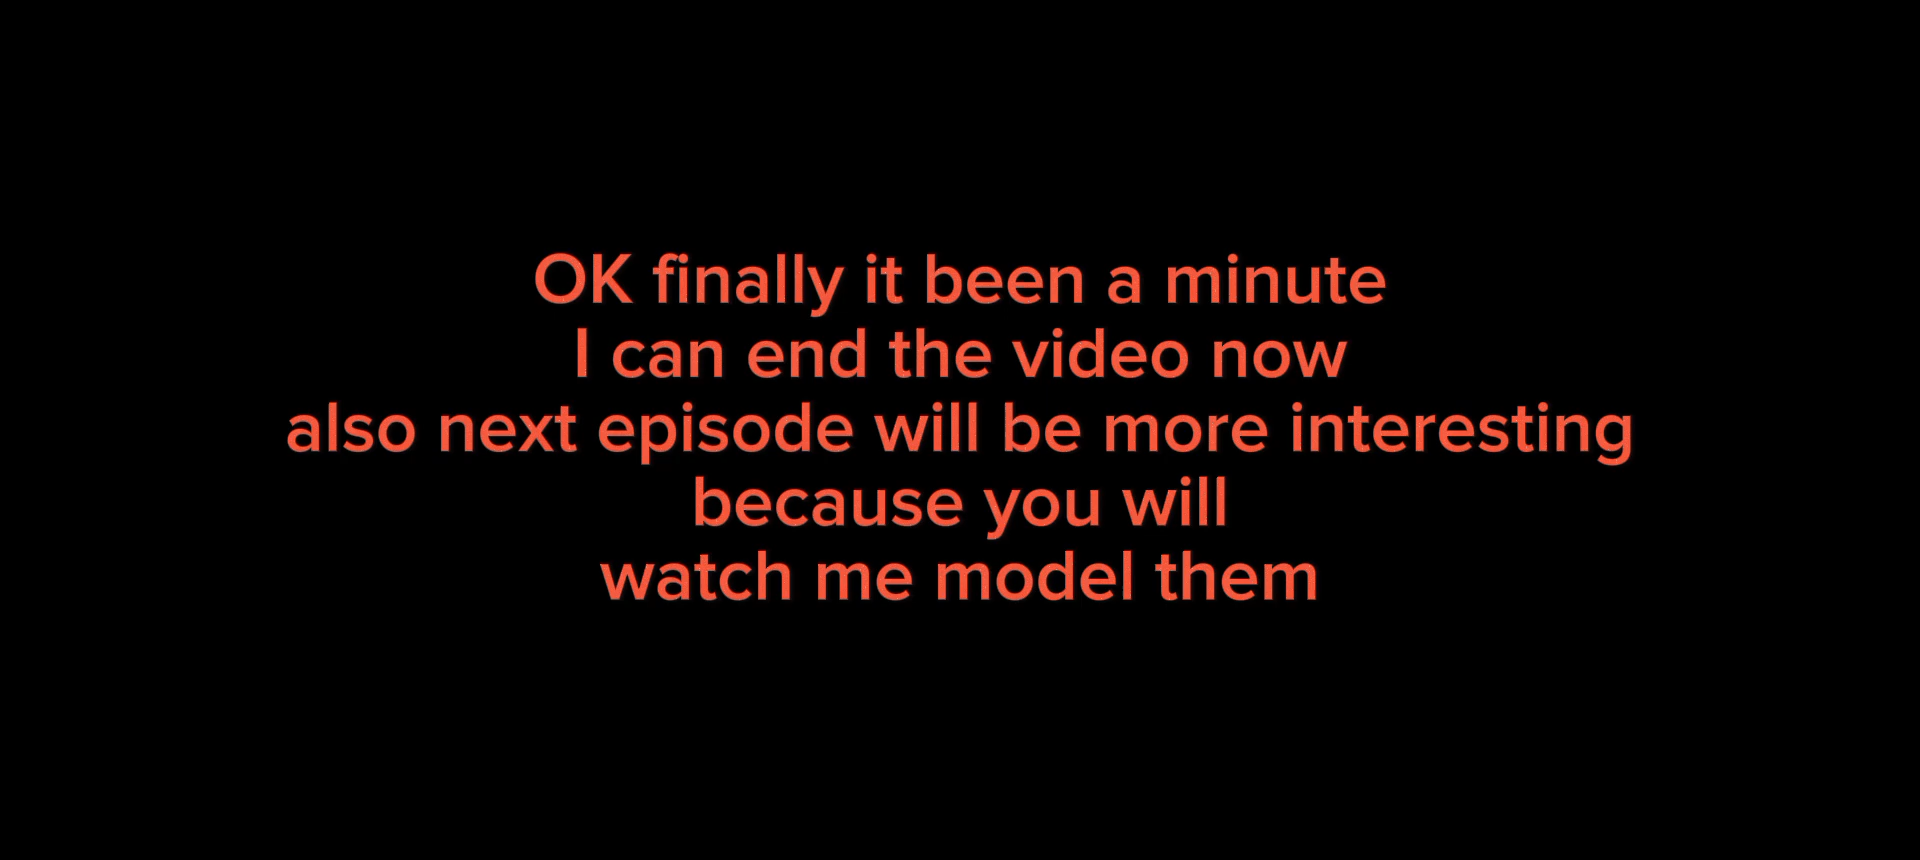 OK finally it been a minute
I can end the video now
also next episode will be more interesting
because you will
watch me model them